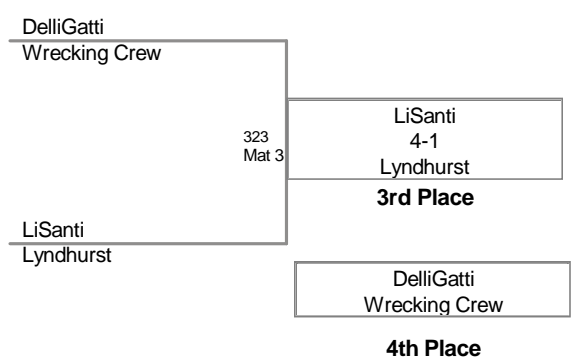 DelliGatti
Wrecking Crew
323
Mat 3
LiSanti
4-1
Lyndhurst
3rd Place
LiSanti
Lyndhurst
DelliGatti
Wrecking Crew
4th Place